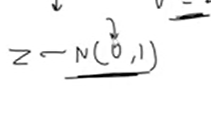 Z ~ N(0,1)